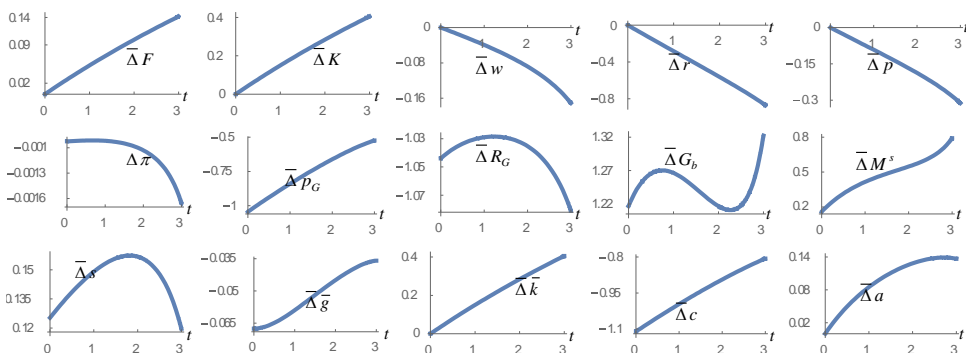 0.14
0.09
0.02
Δ̅ F
0 1 2 3 t
0.4
0.2
0
Δ̅ K
0 1 2 3 t
0
−0.08
−0.16
Δ̅ w
1 2 3 t
0
−0.4
−0.8
Δ̅ r
1 2 3 t
0
−0.15
−0.3
Δ̅ p
1 2 3 t
−0.001
−0.0013
−0.0016
Δ π
0 1 2 3 t
−0.5
−0.75
−1
Δ̅ p_G
0 1 2 3 t
−1.03
−1.05
−1.07
Δ̅ R_G
0 1 2 3 t
1.32
1.27
1.22
Δ̅ G_b
0 1 2 3 t
0.8
0.5
0.2
Δ̅ M^s
0 1 2 3 t
0.15
0.135
0.12
Δ̅ s
0 1 2 3 t
−0.035
−0.05
−0.065
Δ̅ g̅
0 1 2 3 t
0.4
0.2
0
Δ̅ k̅
0 1 2 3 t
−0.8
−0.95
−1.1
Δ̅ c
0 1 2 3 t
0.14
0.08
0.02
Δ̅ a
0 1 2 3 t